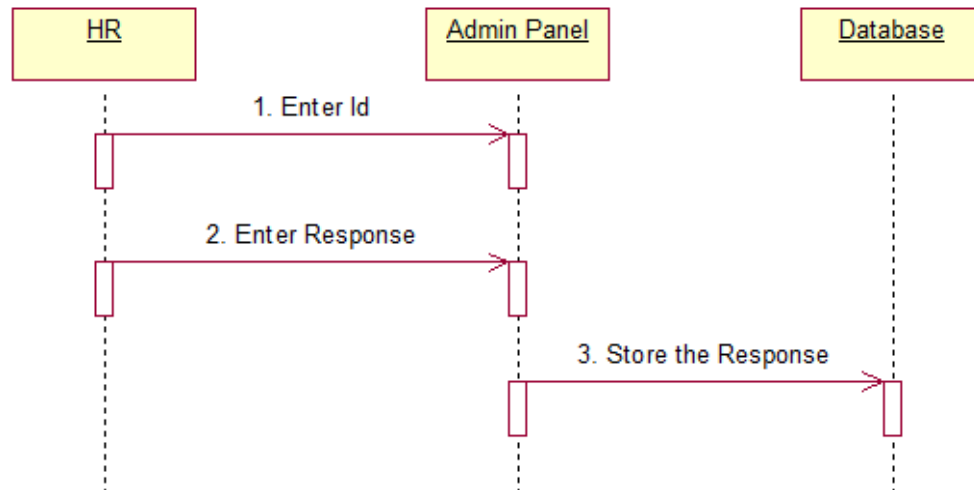 HR
Admin Panel
Database
1. Enter Id
2. Enter Response
3. Store the Response